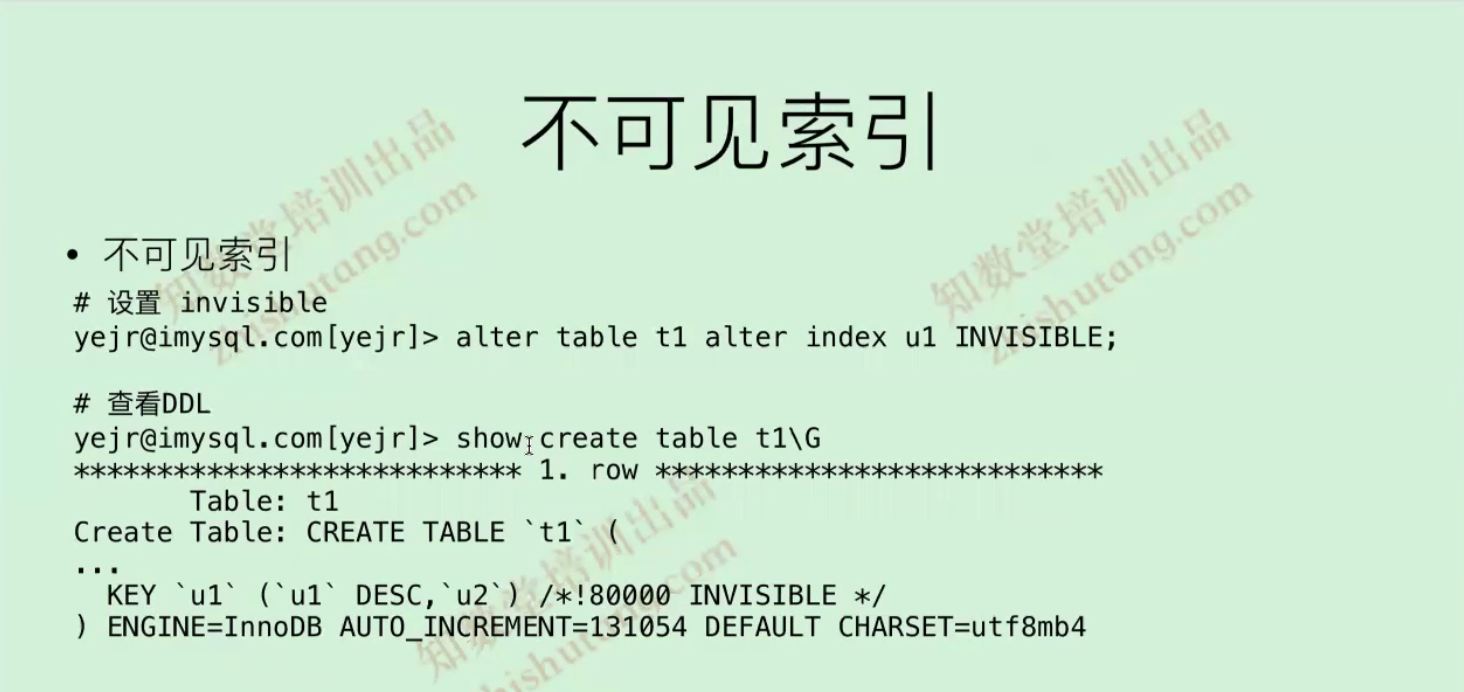 不可见索引
• 不可见索引
# 设置 invisible
yejr@imysql.com[yejr]> alter table t1 alter index u1 INVISIBLE;
# 查看DDL
yejr@imysql.com[yejr]> show create table t1\G
*************************** 1. row ***************************
Table: t1
Create Table: CREATE TABLE `t1` (
...
KEY `u1` (`u1` DESC,`u2`) /*!80000 INVISIBLE */
) ENGINE=InnoDB AUTO_INCREMENT=131054 DEFAULT CHARSET=utf8mb4
知数堂培训出品
zhishutang.com
知数堂培训出品
zhishutang.com
知数堂培训出品
zhishutang.com